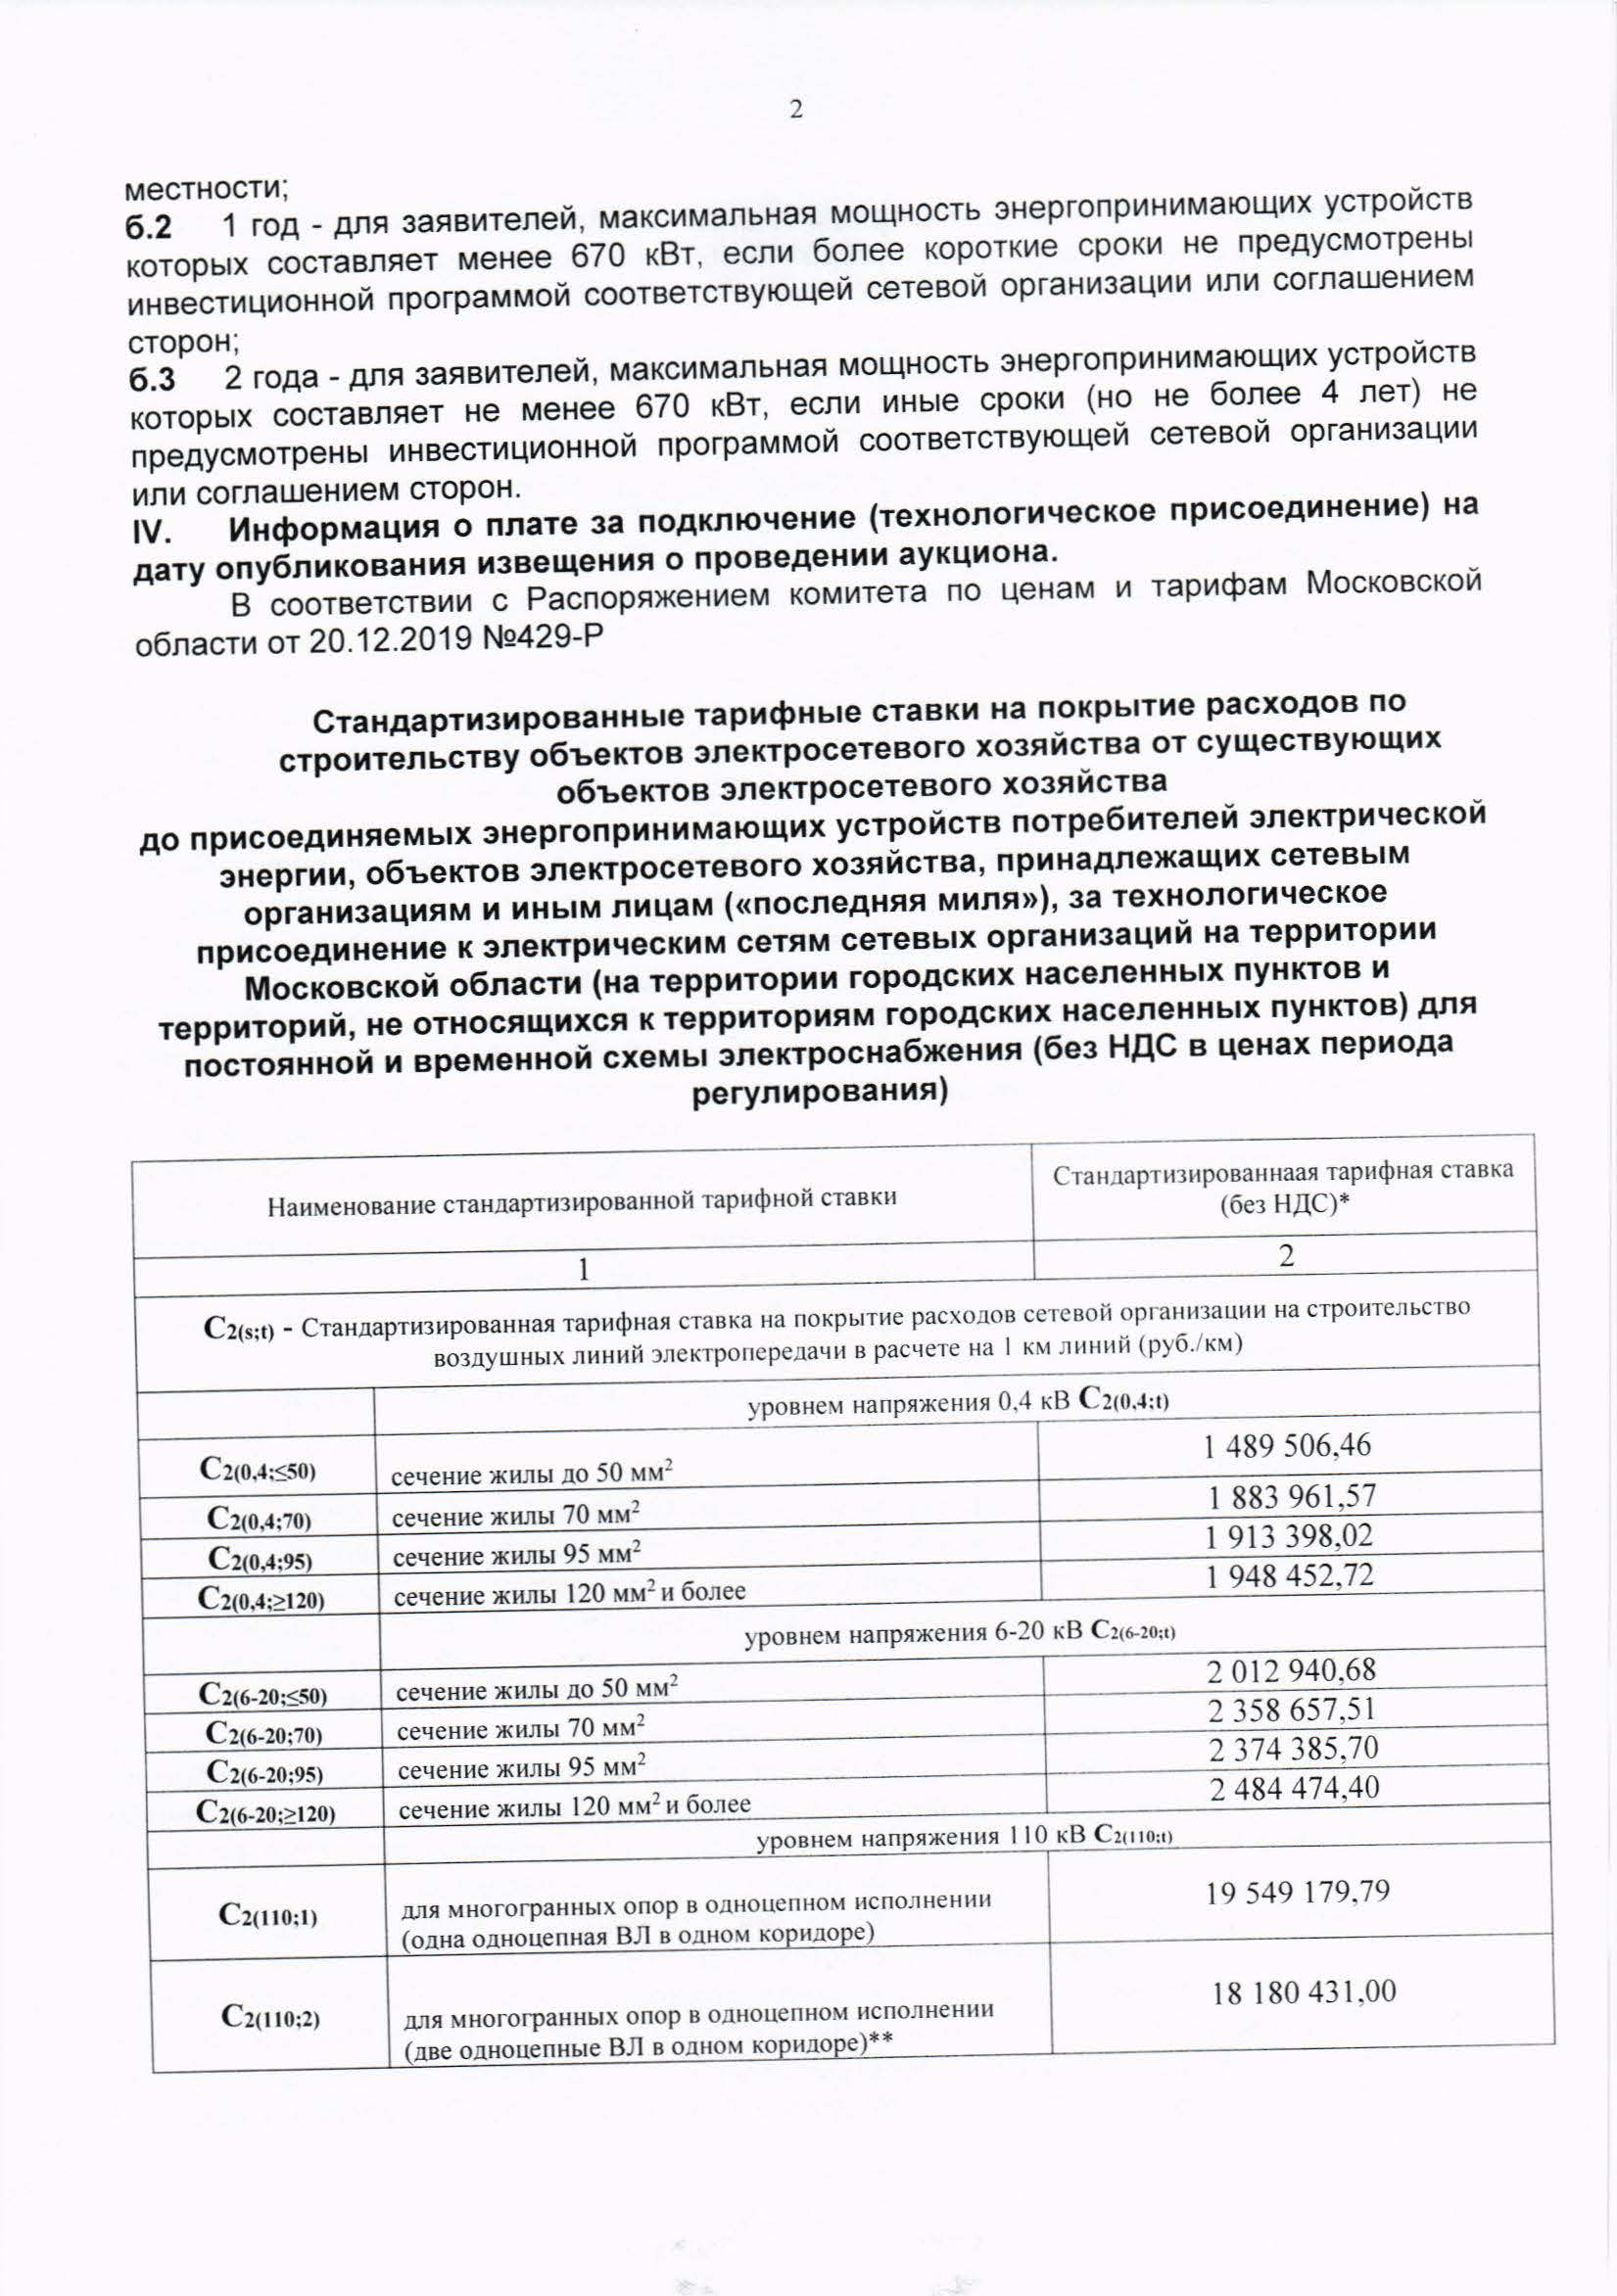 2
местности;
б.2 1 год - для заявителей, максимальная мощность энергопринимающих устройств
которых составляет менее 670 кВт, если более короткие сроки не предусмотрены
инвестиционной программой соответствующей сетевой организации или соглашением
сторон;
б.3 2 года - для заявителей, максимальная мощность энергопринимающих устройств
которых составляет не менее 670 кВт, если иные сроки (но не более 4 лет) не
предусмотрены инвестиционной программой соответствующей сетевой организации
или соглашением сторон.
IV. Информация о плате за подключение (технологическое присоединение) на
дату опубликования извещения о проведении аукциона.
В соответствии с Распоряжением комитета по ценам и тарифам Московской
области от 20.12.2019 №429-Р
Стандартизированные тарифные ставки на покрытие расходов по
строительству объектов электросетевого хозяйства от существующих
объектов электросетевого хозяйства
до присоединяемых энергопринимающих устройств потребителей электрической
энергии, объектов электросетевого хозяйства, принадлежащих сетевым
организациям и иным лицам («последняя миля»), за технологическое
присоединение к электрическим сетям сетевых организаций на территории
Московской области (на территории городских населенных пунктов и
территорий, не относящихся к территориям городских населенных пунктов) для
постоянной и временной схемы электроснабжения (без НДС в ценах периода
регулирования)
Наименование стандартизированной тарифной ставки
Стандартизированнаая тарифная ставка
(без НДС)*
1
2
C2(s;t) - Стандартизированная тарифная ставка на покрытие расходов сетевой организации на строительство
воздушных линий электропередачи в расчете на 1 км линий (руб./км)
уровнем напряжения 0,4 кВ C2(0,4;t)
C2(0,4;≤50) сечение жилы до 50 мм² 1 489 506,46
C2(0,4;70) сечение жилы 70 мм² 1 883 961,57
C2(0,4;95) сечение жилы 95 мм² 1 913 398,02
C2(0,4;≥120) сечение жилы 120 мм² и более 1 948 452,72
уровнем напряжения 6-20 кВ C2(6-20;t)
C2(6-20;≤50) сечение жилы до 50 мм² 2 012 940,68
C2(6-20;70) сечение жилы 70 мм² 2 358 657,51
C2(6-20;95) сечение жилы 95 мм² 2 374 385,70
C2(6-20;≥120) сечение жилы 120 мм² и более 2 484 474,40
уровнем напряжения 110 кВ C2(110;t)
C2(110;1) для многогранных опор в одноцепном исполнении 19 549 179,79
(одна одноцепная ВЛ в одном коридоре)
C2(110;2) для многогранных опор в одноцепном исполнении 18 180 431,00
(две одноцепные ВЛ в одном коридоре)**